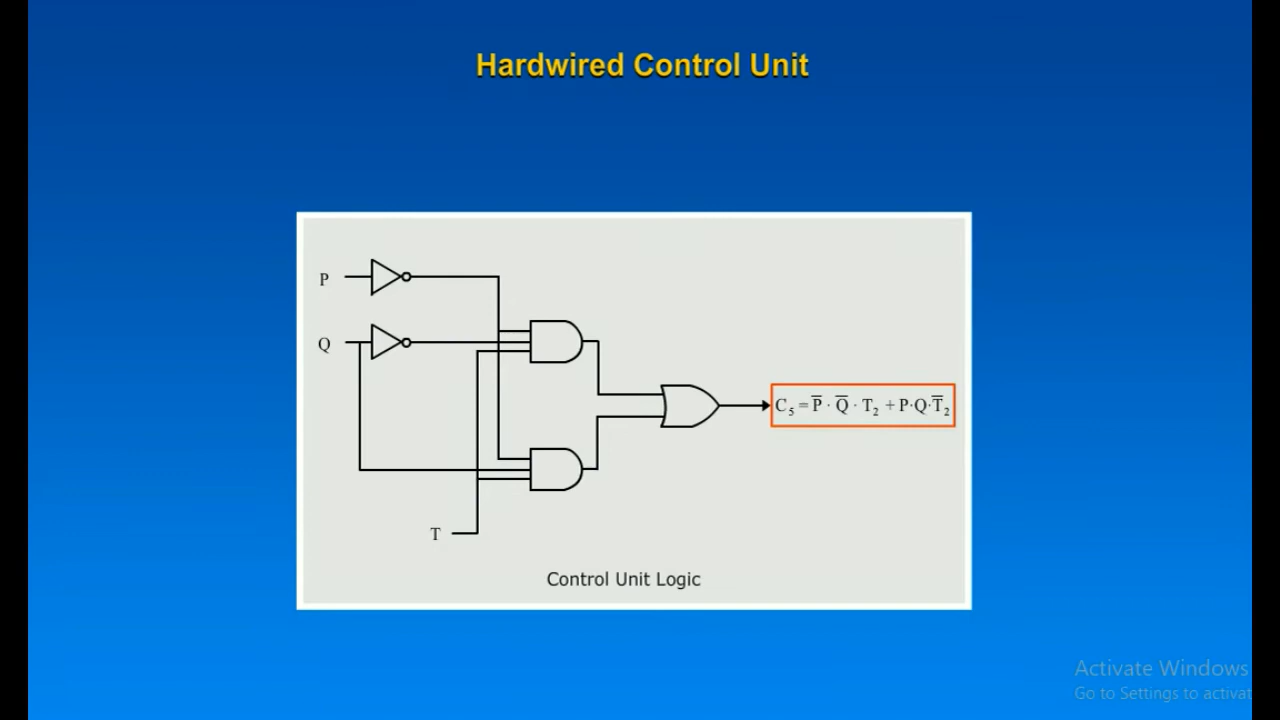 Hardwired Control Unit
P
Q
C₅ = P̅ · Q̅ · T₂ + P·Q·T̅₂
T
Control Unit Logic
Activate Windows
Go to Settings to activat